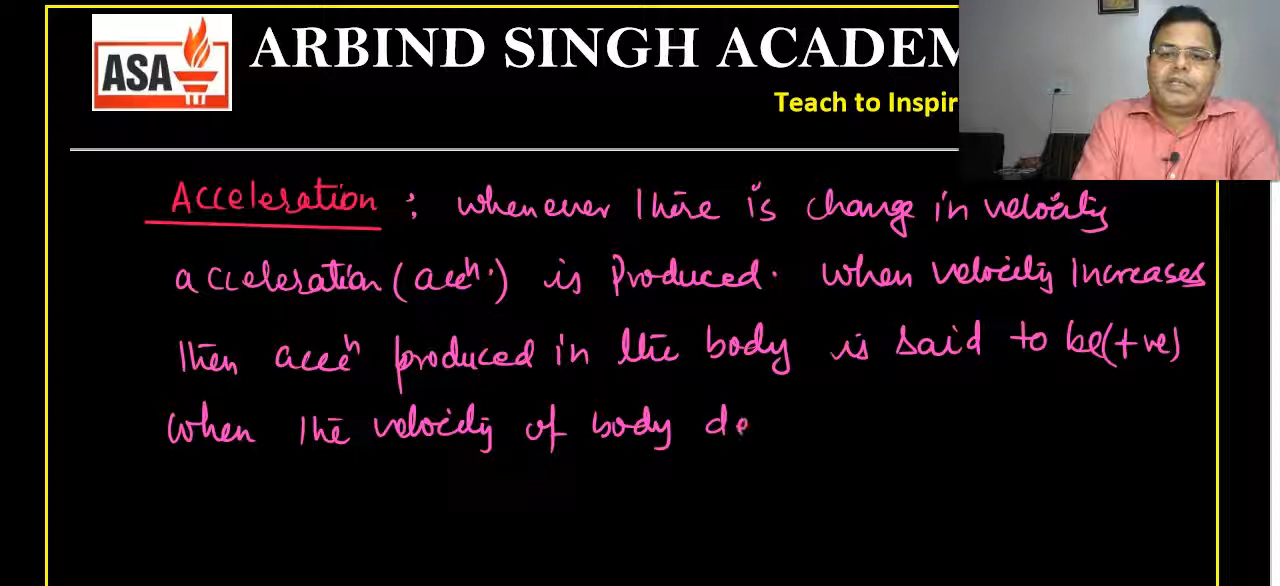 ASA
ARBIND SINGH ACADEM
Teach to Inspir
Acceleration : whenever there is change in velocity
acceleration (accn.) is produced. when velocity increases
then accn produced in the body is said to be (+ve)
when the velocity of body de